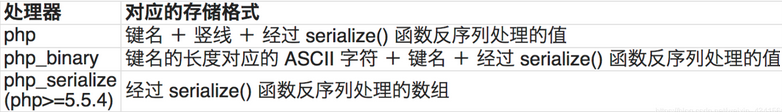 处理器 对应的存储格式
php 键名 ＋ 竖线 ＋ 经过 serialize() 函数反序列处理的值
php_binary 键名的长度对应的 ASCII 字符 ＋ 键名 ＋ 经过 serialize() 函数反序列处理的值
php_serialize
(php>=5.5.4) 经过 serialize() 函数反序列处理的数组